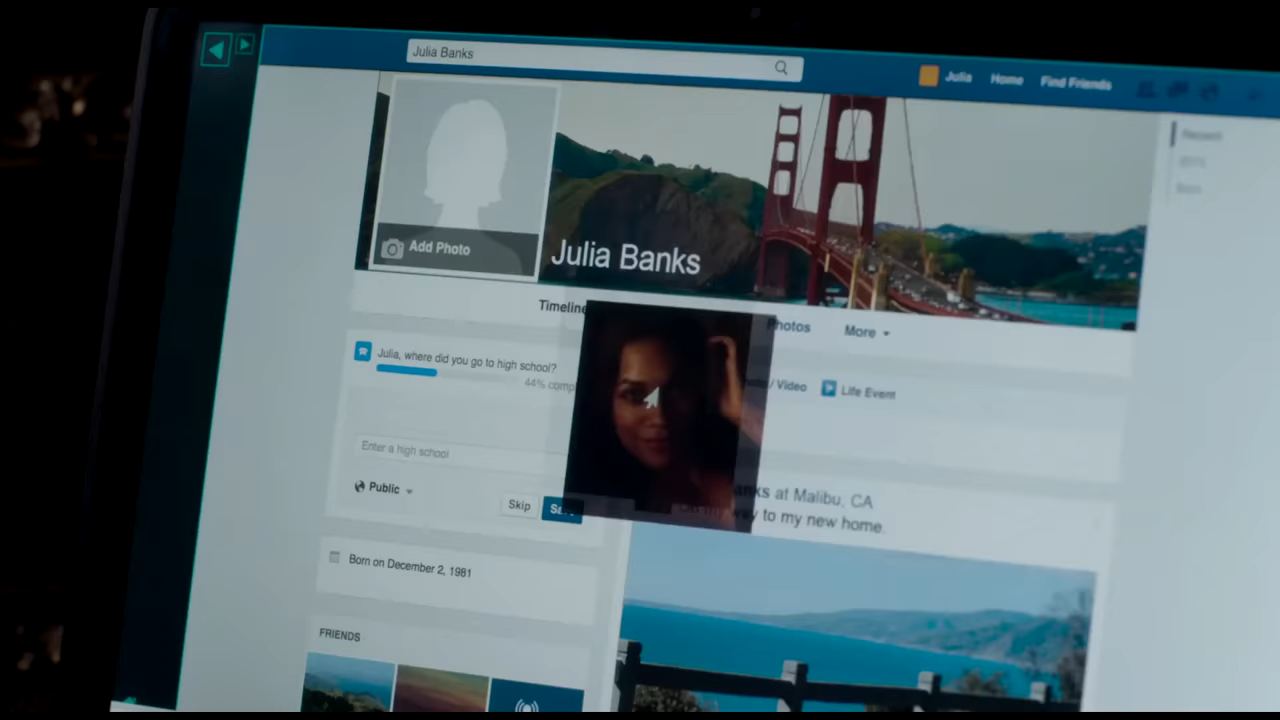 Julia Banks
Julia
Home
Find Friends
Recent
Add Photo
Julia Banks
Timeline
Photos
More
Julia, where did you go to high school?
44% comp
Video
Life Event
Enter a high school
Public
Skip
at Malibu, CA
to my new home.
Born on December 2, 1981
FRIENDS